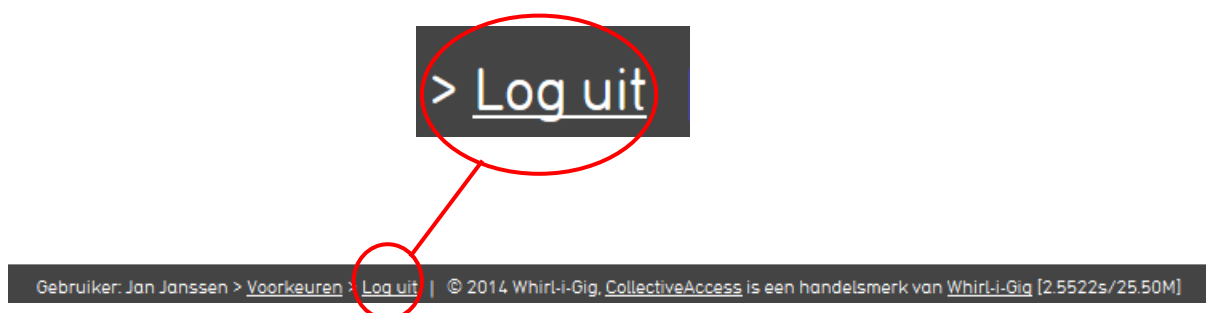 > Log uit
Gebruiker: Jan Janssen > Voorkeuren > Log uit | © 2014 Whirl-i-Gig, CollectiveAccess is een handelsmerk van Whirl-i-Gig [2.5522s/25.50M]